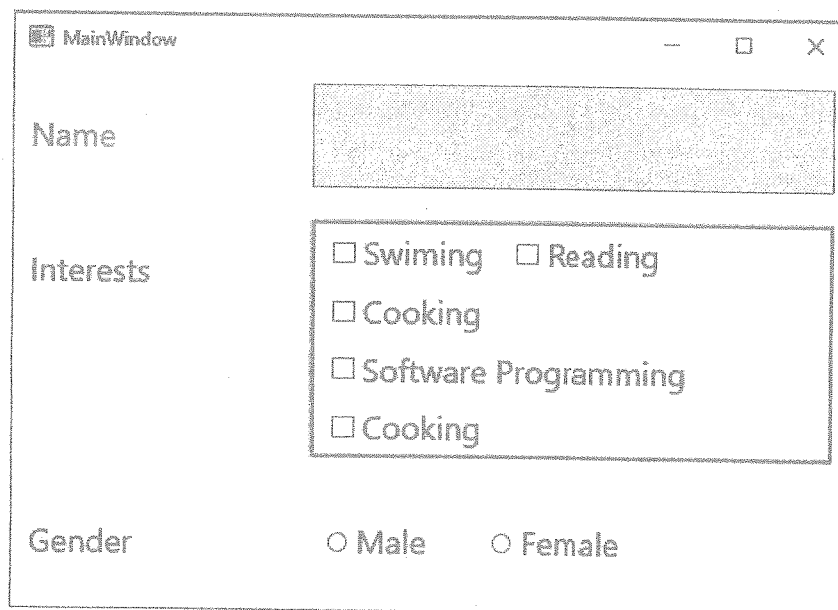 MainWindow
Name
Interests
Swiming Reading
Cooking
Software Programming
Cooking
Gender
Male Female